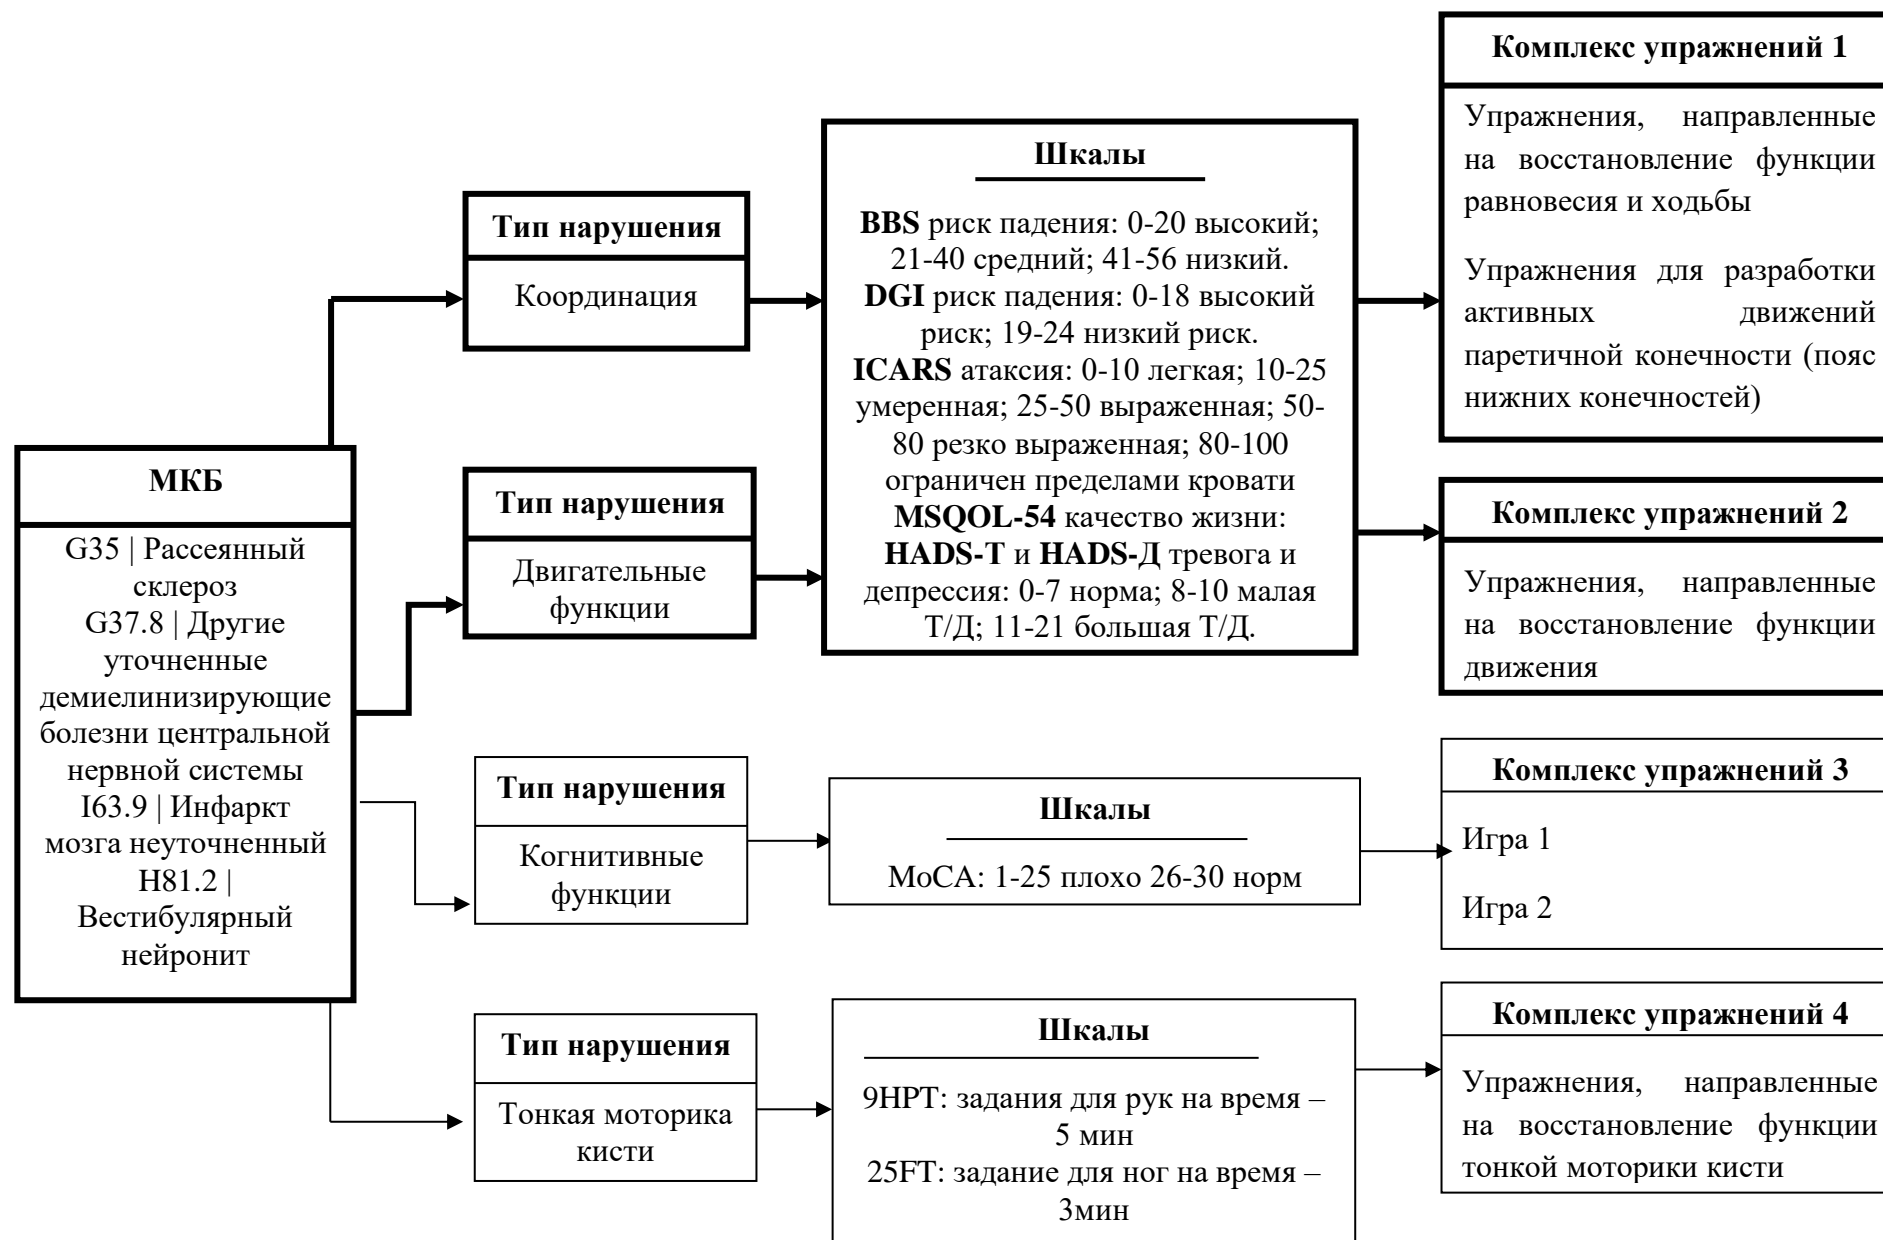 МКБ
G35 | Рассеянный
склероз
G37.8 | Другие
уточненные
демиелинизирующие
болезни центральной
нервной системы
I63.9 | Инфаркт
мозга неуточненный
H81.2 |
Вестибулярный
нейронит
Тип нарушения
Координация
Тип нарушения
Двигательные
функции
Тип нарушения
Когнитивные
функции
Тип нарушения
Тонкая моторика
кисти
Шкалы
BBS риск падения: 0-20 высокий;
21-40 средний; 41-56 низкий.
DGI риск падения: 0-18 высокий
риск; 19-24 низкий риск.
ICARS атаксия: 0-10 легкая; 10-25
умеренная; 25-50 выраженная; 50-
80 резко выраженная; 80-100
ограничен пределами кровати
MSQOL-54 качество жизни:
HADS-Т и HADS-Д тревога и
депрессия: 0-7 норма; 8-10 малая
Т/Д; 11-21 большая Т/Д.
Шкалы
МоСА: 1-25 плохо 26-30 норм
Шкалы
9HPT: задания для рук на время –
5 мин
25FT: задание для ног на время –
3мин
Комплекс упражнений 1
Упражнения, направленные
на восстановление функции
равновесия и ходьбы
Упражнения для разработки
активных движений
паретичной конечности (пояс
нижних конечностей)
Комплекс упражнений 2
Упражнения, направленные
на восстановление функции
движения
Комплекс упражнений 3
Игра 1
Игра 2
Комплекс упражнений 4
Упражнения, направленные
на восстановление функции
тонкой моторики кисти